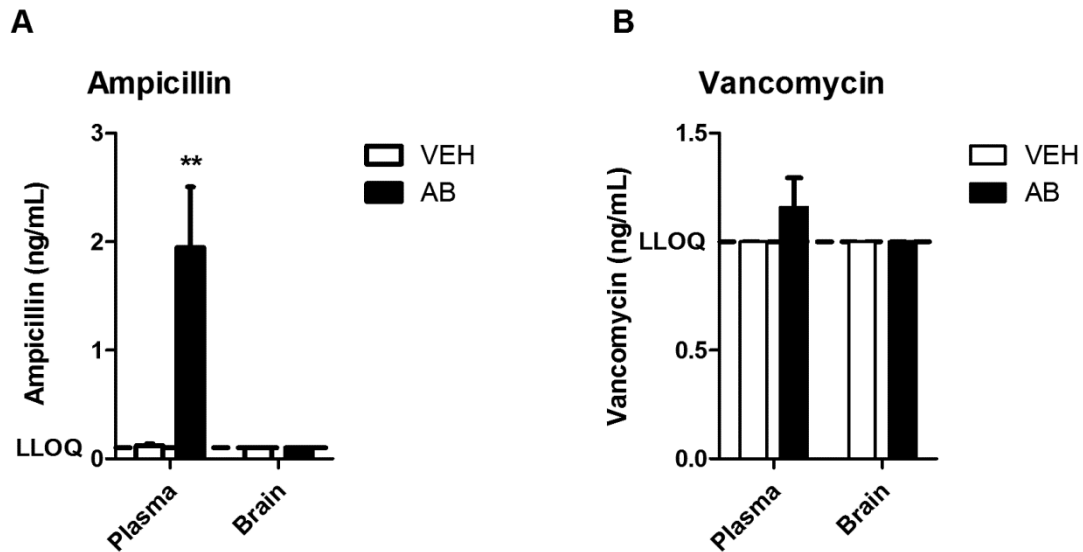 A
Ampicillin
Ampicillin (ng/mL)
3
2
1
LLOQ
0
**
VEH
AB
Plasma
Brain
B
Vancomycin
Vancomycin (ng/mL)
1.5
LLOQ
0.5
0.0
VEH
AB
Plasma
Brain